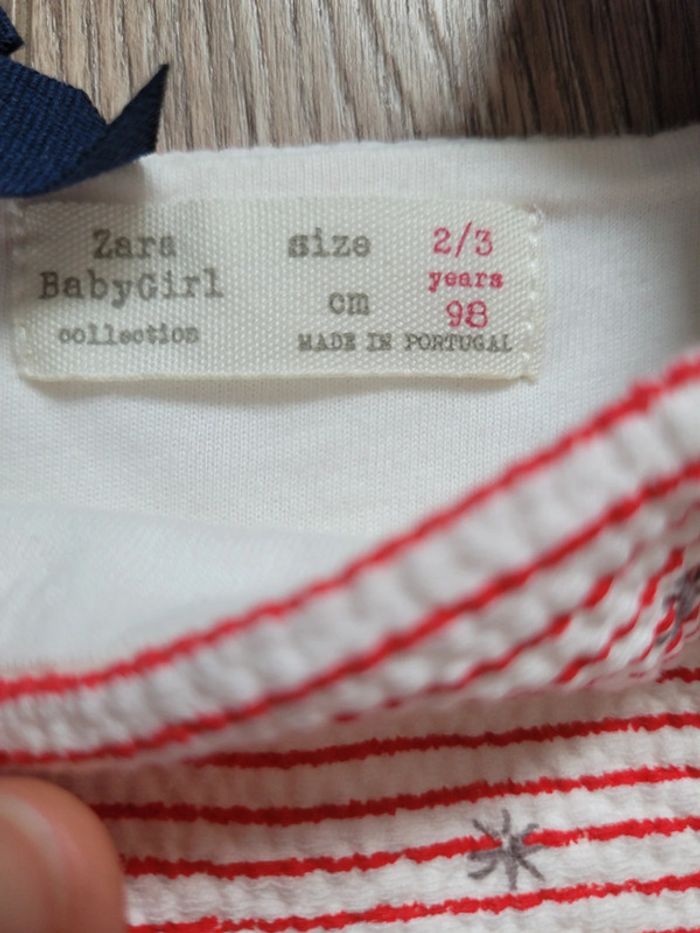 Zara
BabyGirl
collection
size
cm
2/3
years
98
MADE IN PORTUGAL